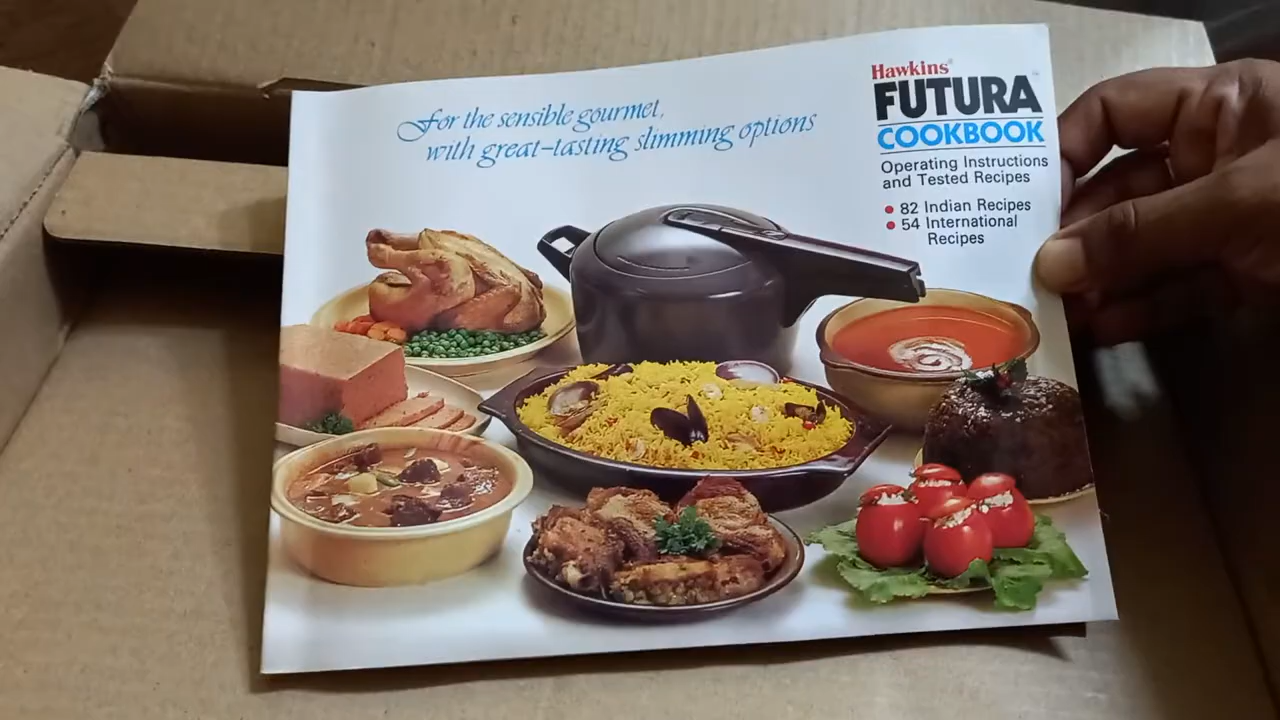 For the sensible gourmet,
with great-tasting slimming options
Hawkins®
FUTURA™
COOKBOOK
Operating Instructions
and Tested Recipes
• 82 Indian Recipes
• 54 International
Recipes